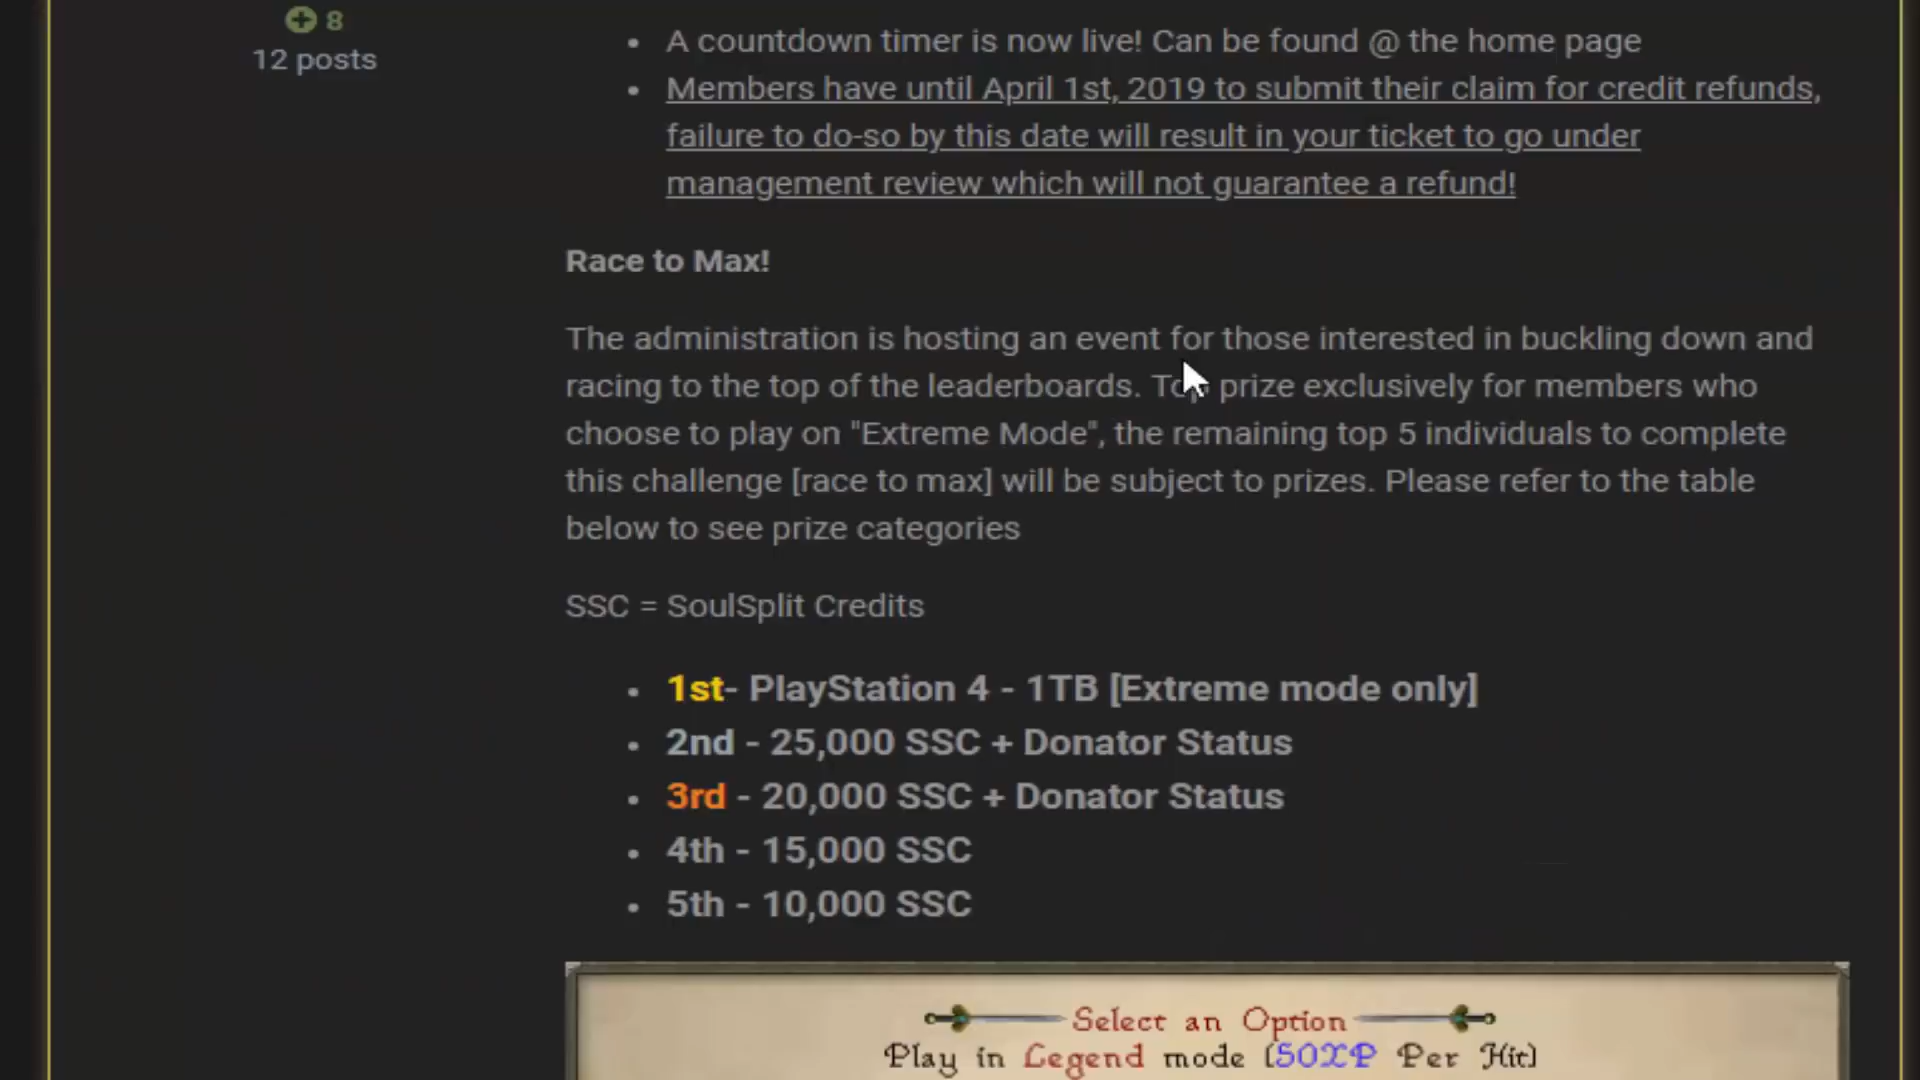 8
12 posts
A countdown timer is now live! Can be found @ the home page
Members have until April 1st, 2019 to submit their claim for credit refunds,
failure to do-so by this date will result in your ticket to go under
management review which will not guarantee a refund!
Race to Max!
The administration is hosting an event for those interested in buckling down and
racing to the top of the leaderboards. Top prize exclusively for members who
choose to play on "Extreme Mode", the remaining top 5 individuals to complete
this challenge [race to max] will be subject to prizes. Please refer to the table
below to see prize categories
SSC = SoulSplit Credits
1st- PlayStation 4 - 1TB [Extreme mode only]
2nd - 25,000 SSC + Donator Status
3rd - 20,000 SSC + Donator Status
4th - 15,000 SSC
5th - 10,000 SSC
Select an Option
Play in Legend mode (50XP Per Hit)